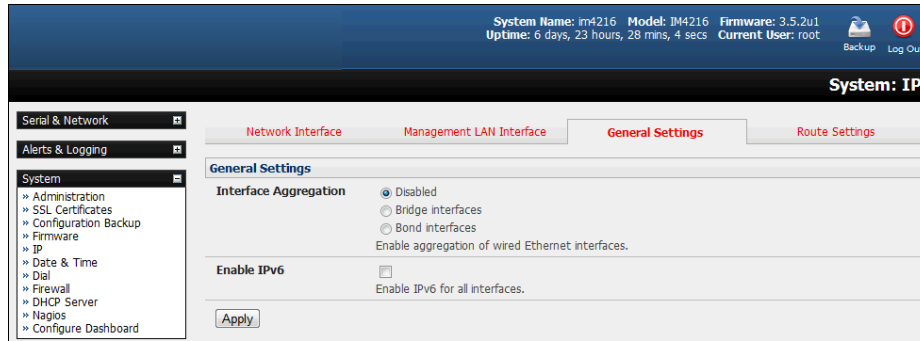 System Name: im4216 Model: IM4216 Firmware: 3.5.2u1
Uptime: 6 days, 23 hours, 28 mins, 4 secs Current User: root
Backup
Log Ou
System: IP
Serial & Network
Alerts & Logging
System
» Administration
» SSL Certificates
» Configuration Backup
» Firmware
» IP
» Date & Time
» Dial
» Firewall
» DHCP Server
» Nagios
» Configure Dashboard
Network Interface
Management LAN Interface
General Settings
Route Settings
General Settings
Interface Aggregation
Disabled
Bridge interfaces
Bond interfaces
Enable aggregation of wired Ethernet interfaces.
Enable IPv6
Enable IPv6 for all interfaces.
Apply